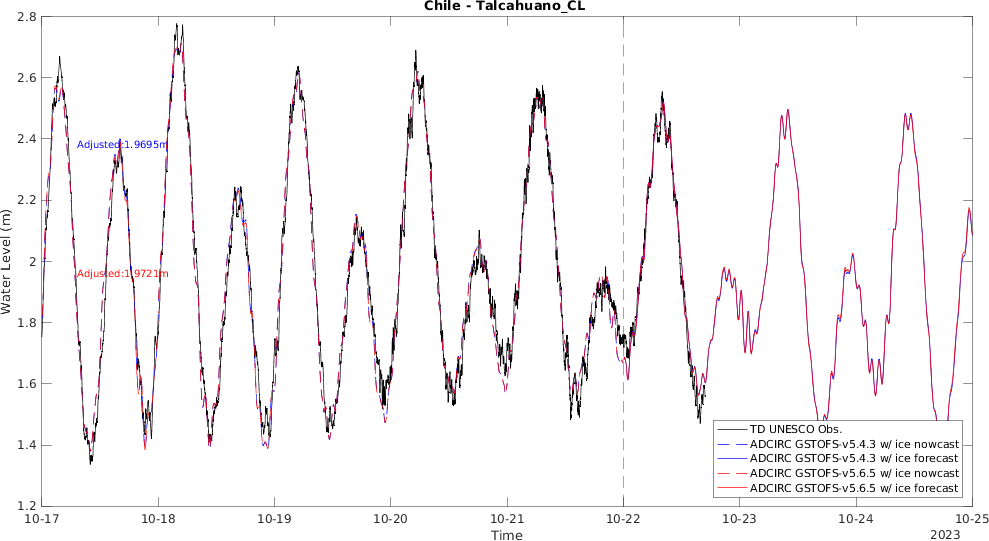 Chile - Talcahuano_CL
2.8
2.6
2.4
2.2
2
1.8
1.6
1.4
1.2
Water Level (m)
Adjusted:1.9695m
Adjusted:1.9721m
TD UNESCO Obs.
ADCIRC GSTOFS-v5.4.3 w/ ice nowcast
ADCIRC GSTOFS-v5.4.3 w/ ice forecast
ADCIRC GSTOFS-v5.6.5 w/ ice nowcast
ADCIRC GSTOFS-v5.6.5 w/ ice forecast
10-17 10-18 10-19 10-20 10-21 10-22 10-23 10-24 10-25
Time
2023